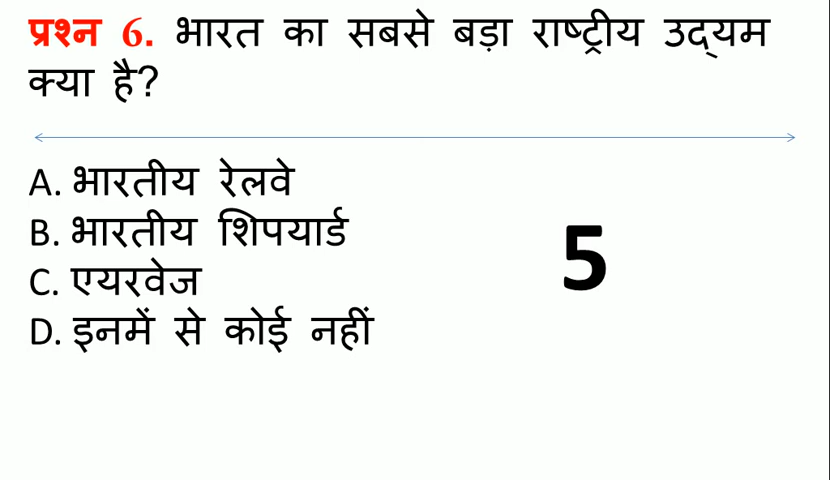 प्रश्न 6. भारत का सबसे बड़ा राष्ट्रीय उद्यम
क्या है?
A. भारतीय रेलवे
B. भारतीय शिपयार्ड
C. एयरवेज
D. इनमें से कोई नहीं
5